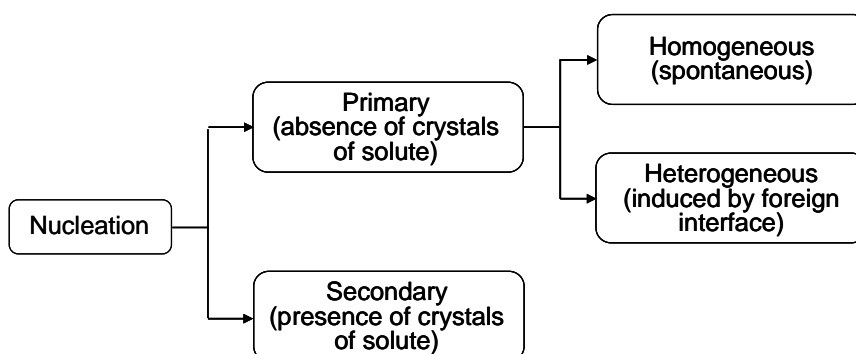 Nucleation
Primary
(absence of crystals
of solute)
Secondary
(presence of crystals
of solute)
Homogeneous
(spontaneous)
Heterogeneous
(induced by foreign
interface)